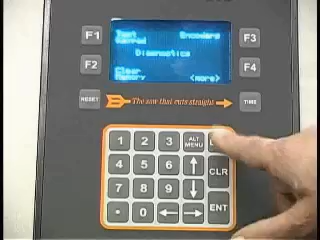 F1
Test
Keypad
Encoders
F3
Diagnostics
F2
Clear
Memory
<more>
F4
RESET
The saw that cuts straight
TIME
1
2
3
ALT
MENU
4
5
6
CLR
7
8
9
.
0
ENT